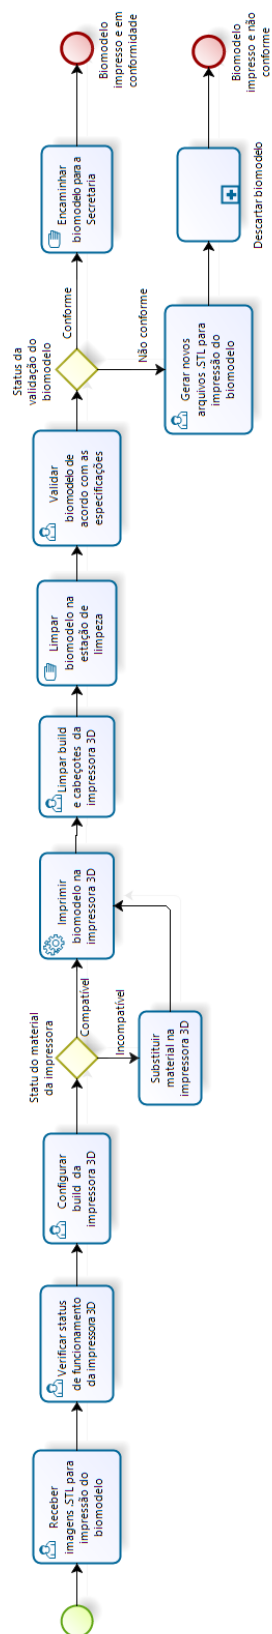 Receber
imagens .STL para
impressão do
biomodelo
Verificar status
de funcionamento
da impressora 3D
Configurar
build da
impressora 3D
Statu do material
da impressora
Compatível
Incompatível
Substituir
material na
impressora 3D
Imprimir
biomodelo na
impressora 3D
Limpar build
e cabeçotes da
impressora 3D
Limpar
biomodelo na
estação de
limpeza
Validar
biomodelo de
acordo com as
especificações
Status da
validação do
biomodelo
Conforme
Não conforme
Encaminhar
biomodelo para a
Secretaria
Biomodelo
impresso e em
conformidade
Gerar novos
arquivos .STL para
impressão do
biomodelo
Descartar biomodelo
Biomodelo
impresso e não
conforme